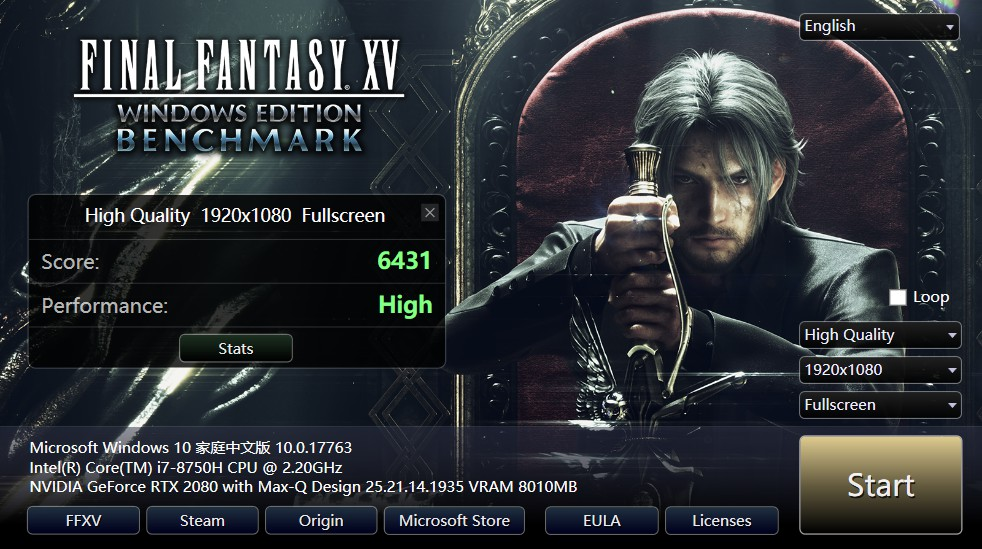 English
FINAL FANTASY XV
WINDOWS EDITION
BENCHMARK
High Quality 1920x1080 Fullscreen
Score: 6431
Performance: High
Stats
Loop
High Quality
1920x1080
Fullscreen
Microsoft Windows 10 家庭中文版 10.0.17763
Intel(R) Core(TM) i7-8750H CPU @ 2.20GHz
NVIDIA GeForce RTX 2080 with Max-Q Design 25.21.14.1935 VRAM 8010MB
Start
FFXV Steam Origin Microsoft Store EULA Licenses